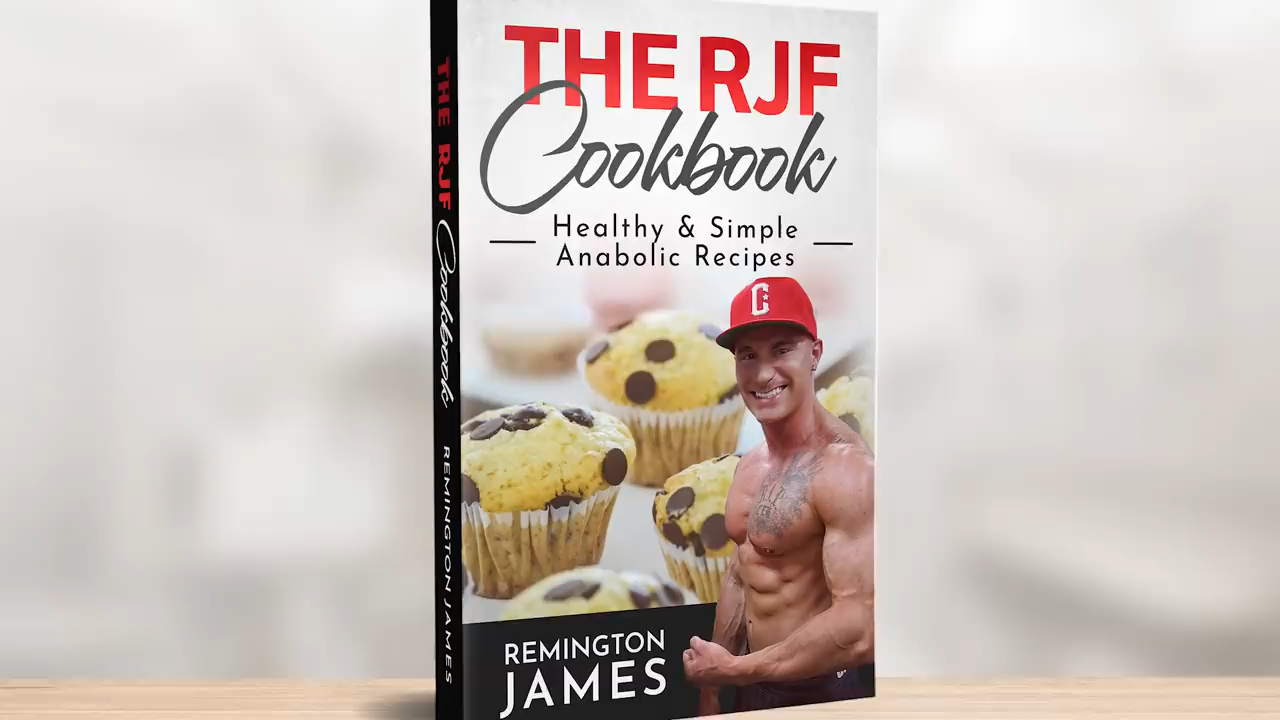 THE RJF
Cookbook
Healthy & Simple
Anabolic Recipes
C
REMINGTON
JAMES
THE RJF Cookbook REMINGTON JAMES